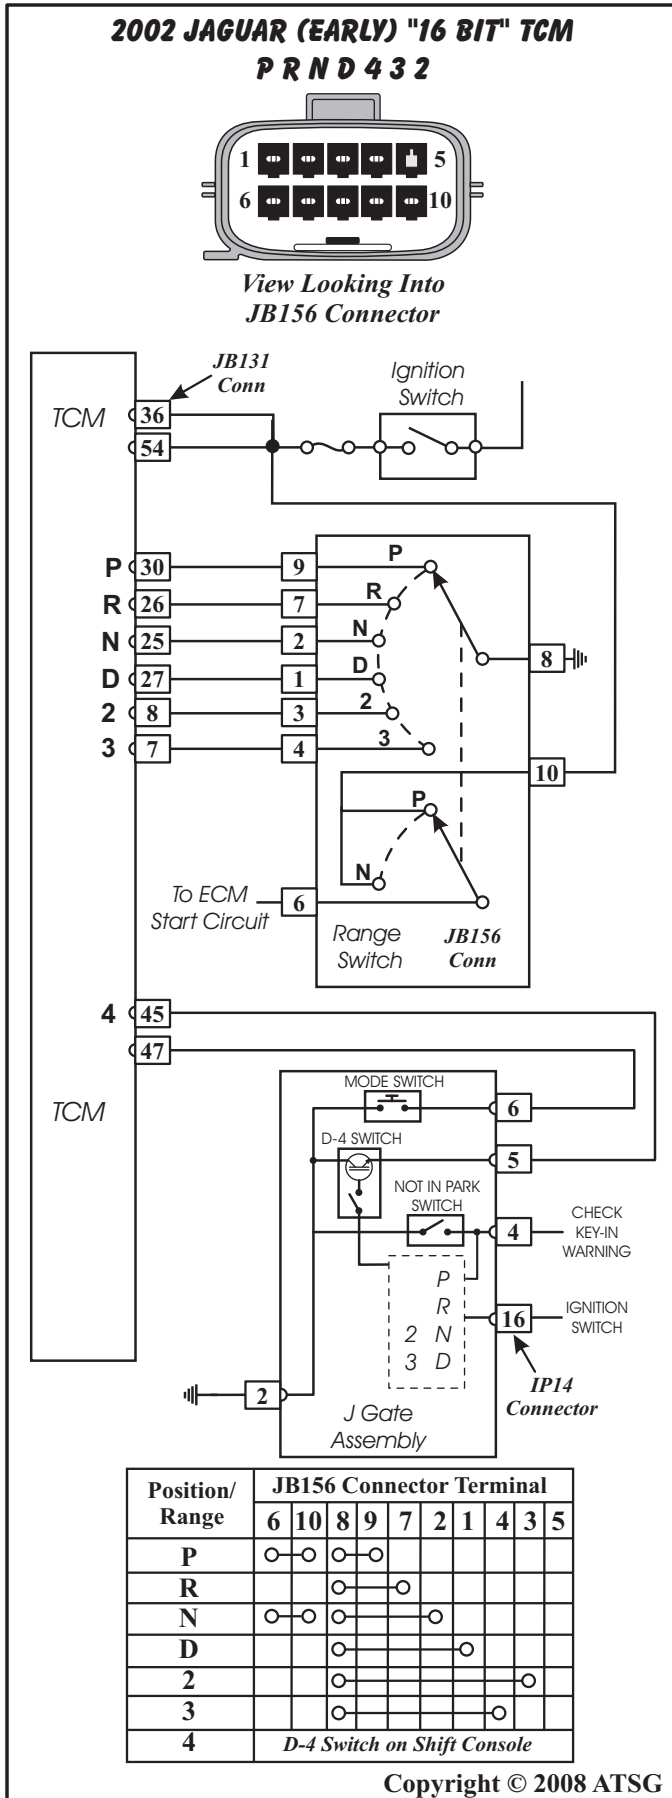 2002 JAGUAR (EARLY) "16 BIT" TCM
P R N D 4 3 2
1 5
6 10
View Looking Into
JB156 Connector
JB131
Conn
Ignition
Switch
TCM
36
54
P 30 9 P
R 26 7 R
N 25 2 N
8
D 27 1 D
2 8 3 2
3 7 4 3
10
P
N
To ECM
Start Circuit
6
Range
Switch
JB156
Conn
4 45
47
TCM
MODE SWITCH
6
D-4 SWITCH
5
NOT IN PARK
SWITCH
4
CHECK
KEY-IN
WARNING
P
R
2 N
3 D
16
IGNITION
SWITCH
IP14
Connector
2
J Gate
Assembly
Position/
Range
JB156 Connector Terminal
6 10 8 9 7 2 1 4 3 5
P
R
N
D
2
3
4 D-4 Switch on Shift Console
Copyright © 2008 ATSG